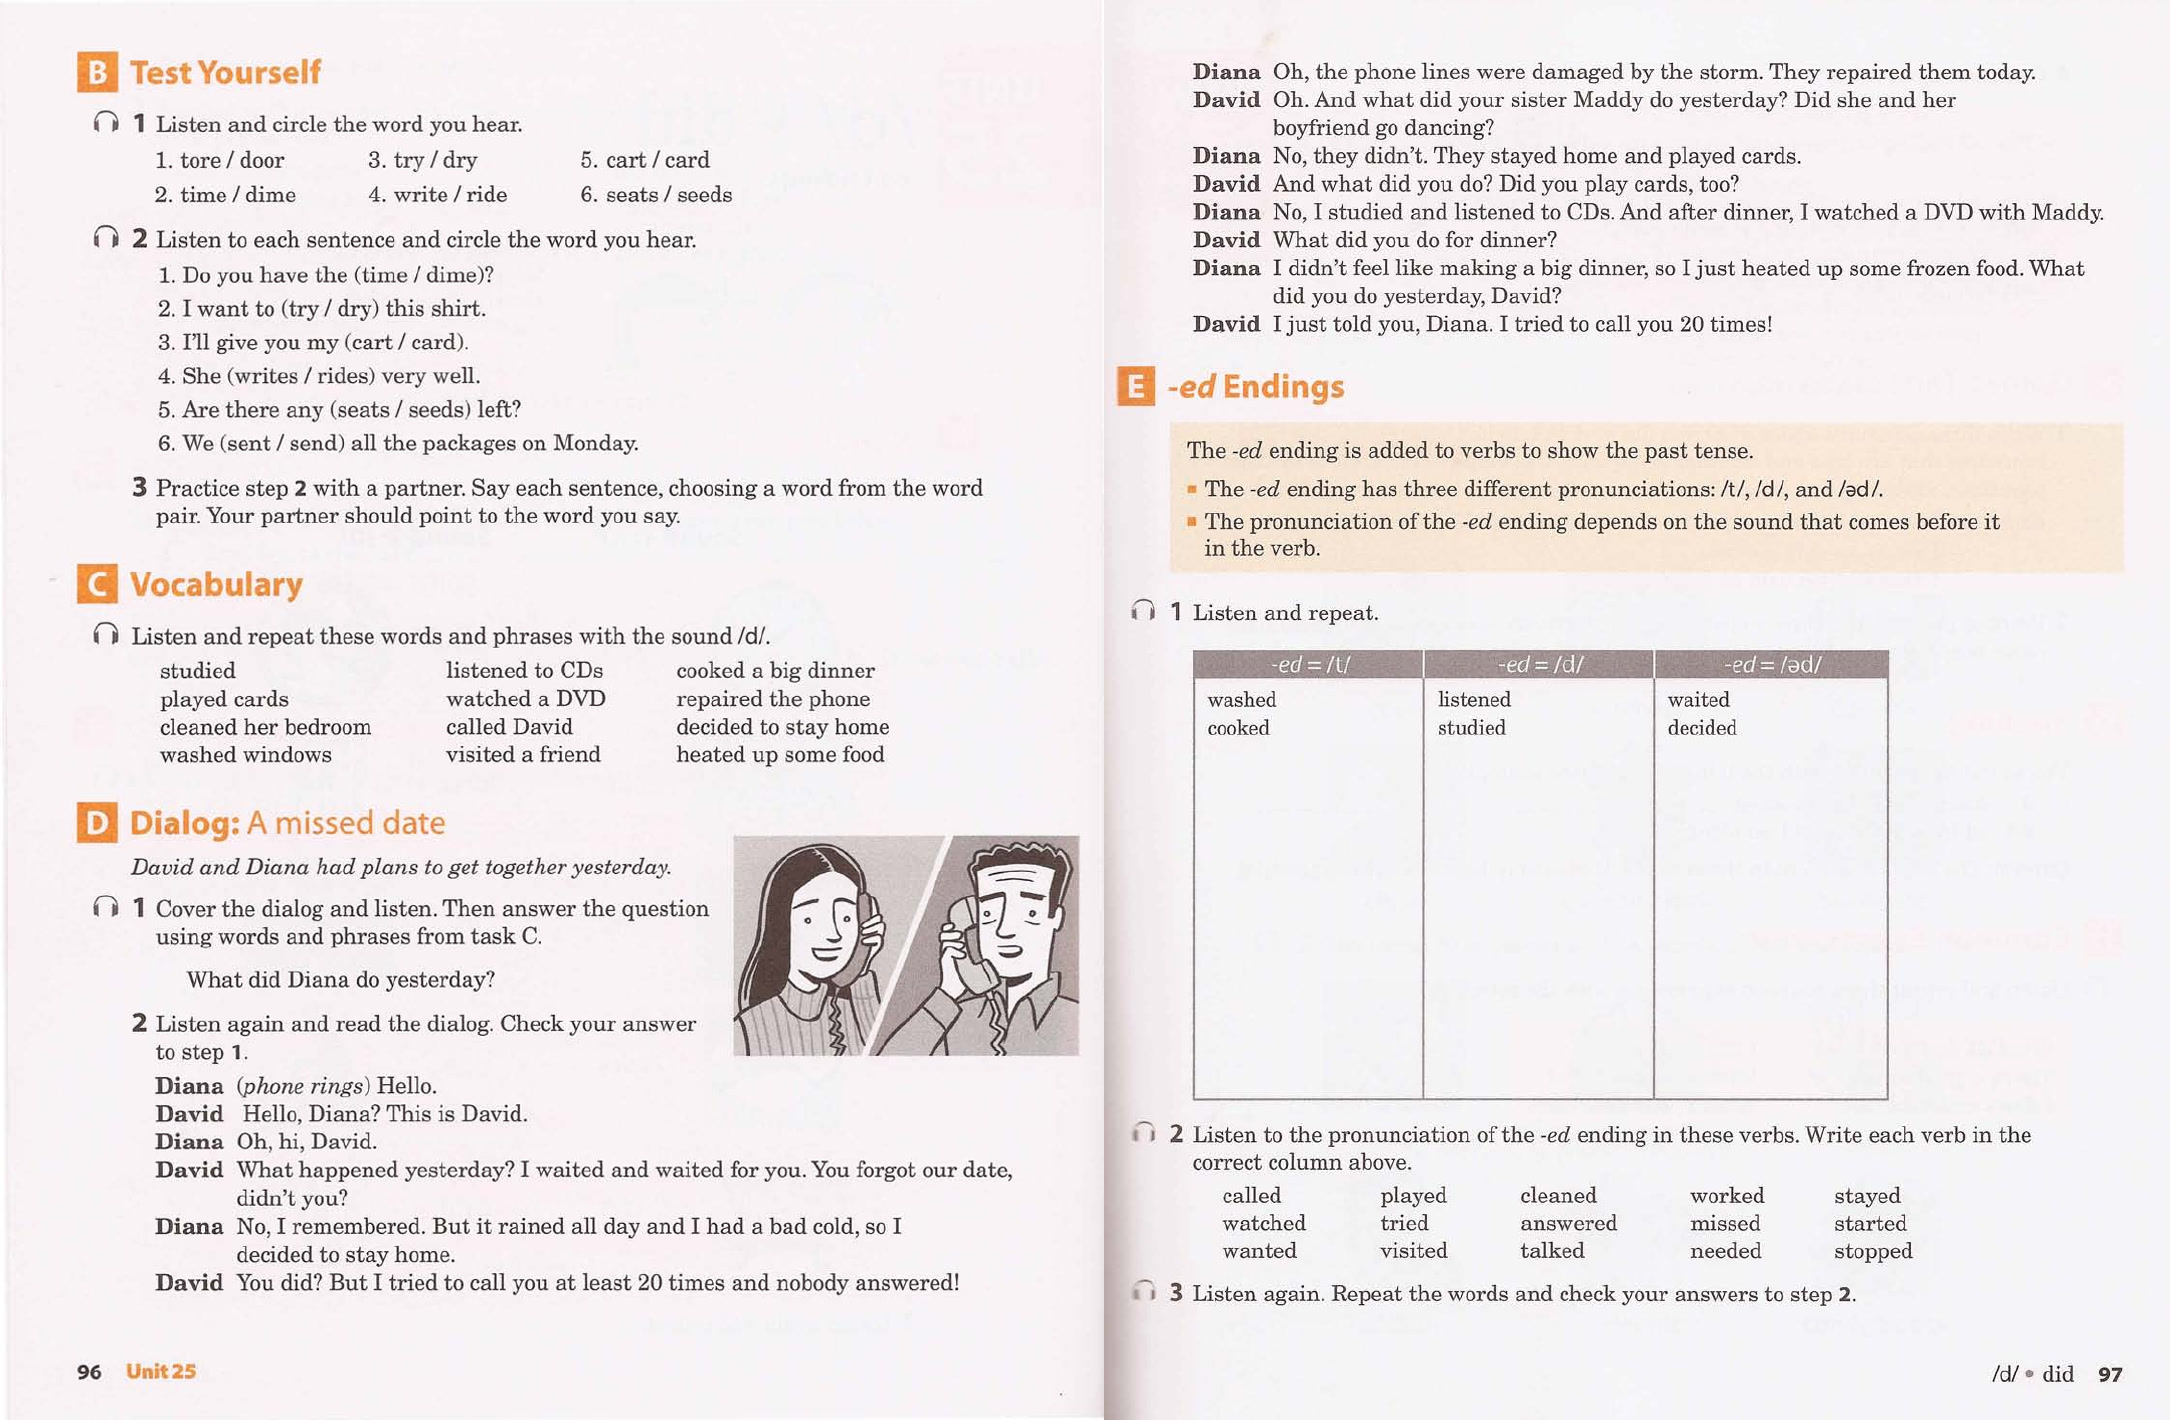 B Test Yourself
1 Listen and circle the word you hear.
1. tore / door 3. try / dry 5. cart / card
2. time / dime 4. write / ride 6. seats / seeds
2 Listen to each sentence and circle the word you hear.
1. Do you have the (time / dime)?
2. I want to (try / dry) this shirt.
3. I'll give you my (cart / card).
4. She (writes / rides) very well.
5. Are there any (seats / seeds) left?
6. We (sent / send) all the packages on Monday.
3 Practice step 2 with a partner. Say each sentence, choosing a word from the word
pair. Your partner should point to the word you say.
C Vocabulary
Listen and repeat these words and phrases with the sound /d/.
studied listened to CDs cooked a big dinner
played cards watched a DVD repaired the phone
cleaned her bedroom called David decided to stay home
washed windows visited a friend heated up some food
D Dialog: A missed date
David and Diana had plans to get together yesterday.
1 Cover the dialog and listen. Then answer the question
using words and phrases from task C.
What did Diana do yesterday?
2 Listen again and read the dialog. Check your answer
to step 1.
Diana (phone rings) Hello.
David Hello, Diana? This is David.
Diana Oh, hi, David.
David What happened yesterday? I waited and waited for you. You forgot our date,
didn't you?
Diana No, I remembered. But it rained all day and I had a bad cold, so I
decided to stay home.
David You did? But I tried to call you at least 20 times and nobody answered!
96 Unit 25
Diana Oh, the phone lines were damaged by the storm. They repaired them today.
David Oh. And what did your sister Maddy do yesterday? Did she and her
boyfriend go dancing?
Diana No, they didn't. They stayed home and played cards.
David And what did you do? Did you play cards, too?
Diana No, I studied and listened to CDs. And after dinner, I watched a DVD with Maddy.
David What did you do for dinner?
Diana I didn't feel like making a big dinner, so I just heated up some frozen food. What
did you do yesterday, David?
David I just told you, Diana. I tried to call you 20 times!
E -ed Endings
The -ed ending is added to verbs to show the past tense.
▪ The -ed ending has three different pronunciations: /t/, /d/, and /əd/.
▪ The pronunciation of the -ed ending depends on the sound that comes before it
in the verb.
1 Listen and repeat.
-ed = /t/ -ed = /d/ -ed = /əd/
washed listened waited
cooked studied decided
2 Listen to the pronunciation of the -ed ending in these verbs. Write each verb in the
correct column above.
called played cleaned worked stayed
watched tried answered missed started
wanted visited talked needed stopped
3 Listen again. Repeat the words and check your answers to step 2.
/d/ • did 97